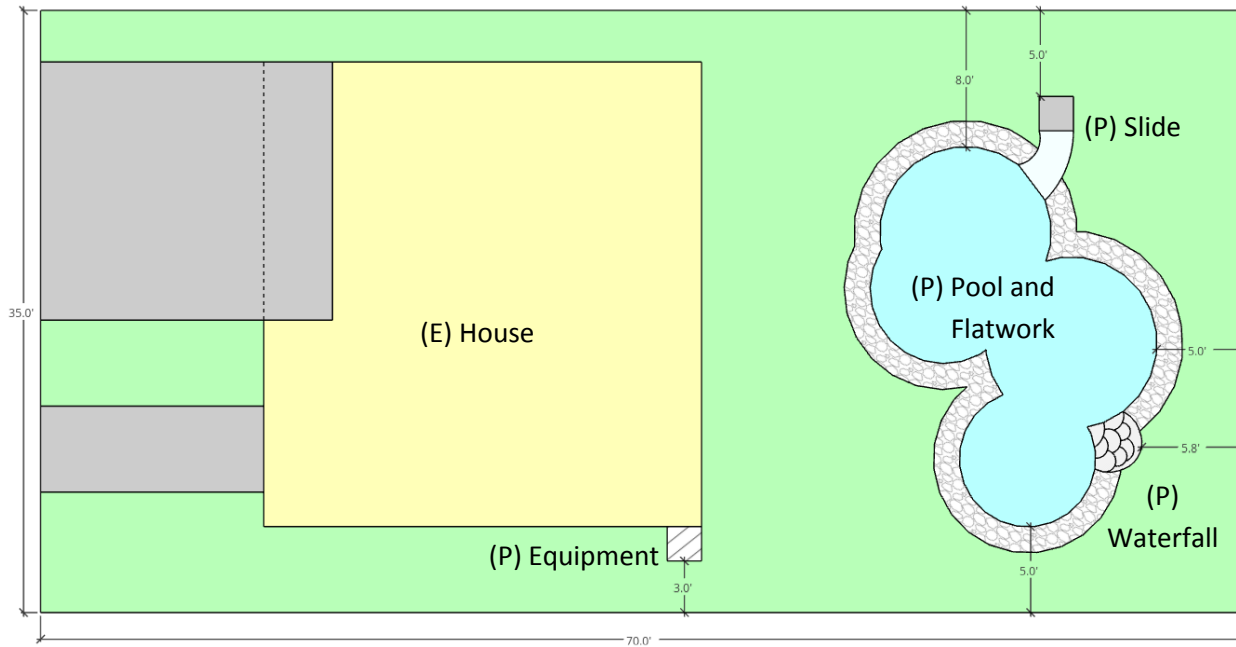 5.0'
8.0'
(P) Slide
(P) Pool and
Flatwork
35.0'
(E) House
5.0'
5.8'
(P)
Waterfall
(P) Equipment
3.0'
5.0'
70.0'